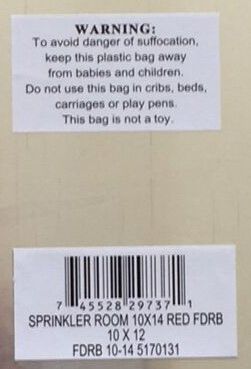 WARNING:
To avoid danger of suffocation,
keep this plastic bag away
from babies and children.
Do not use this bag in cribs, beds,
carriages or play pens.
This bag is not a toy.
7 45528 29737 1
SPRINKLER ROOM 10X14 RED FDRB
10 X 12
FDRB 10-14 5170131